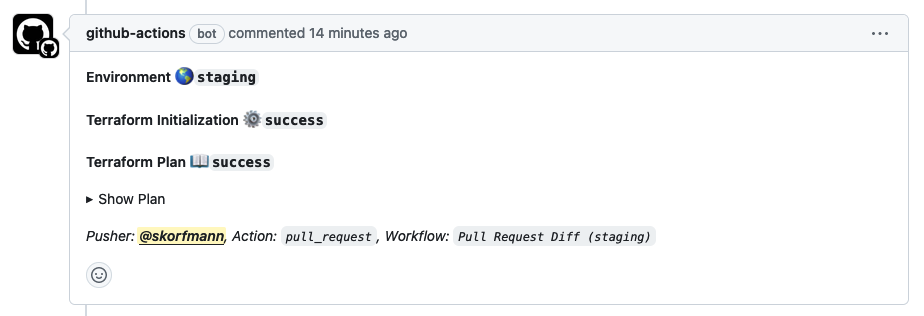 github-actions bot commented 14 minutes ago ...
Environment 🌎 staging
Terraform Initialization ⚙️ success
Terraform Plan 📖 success
▸ Show Plan
Pusher: @skorfmann, Action: pull_request, Workflow: Pull Request Diff (staging)